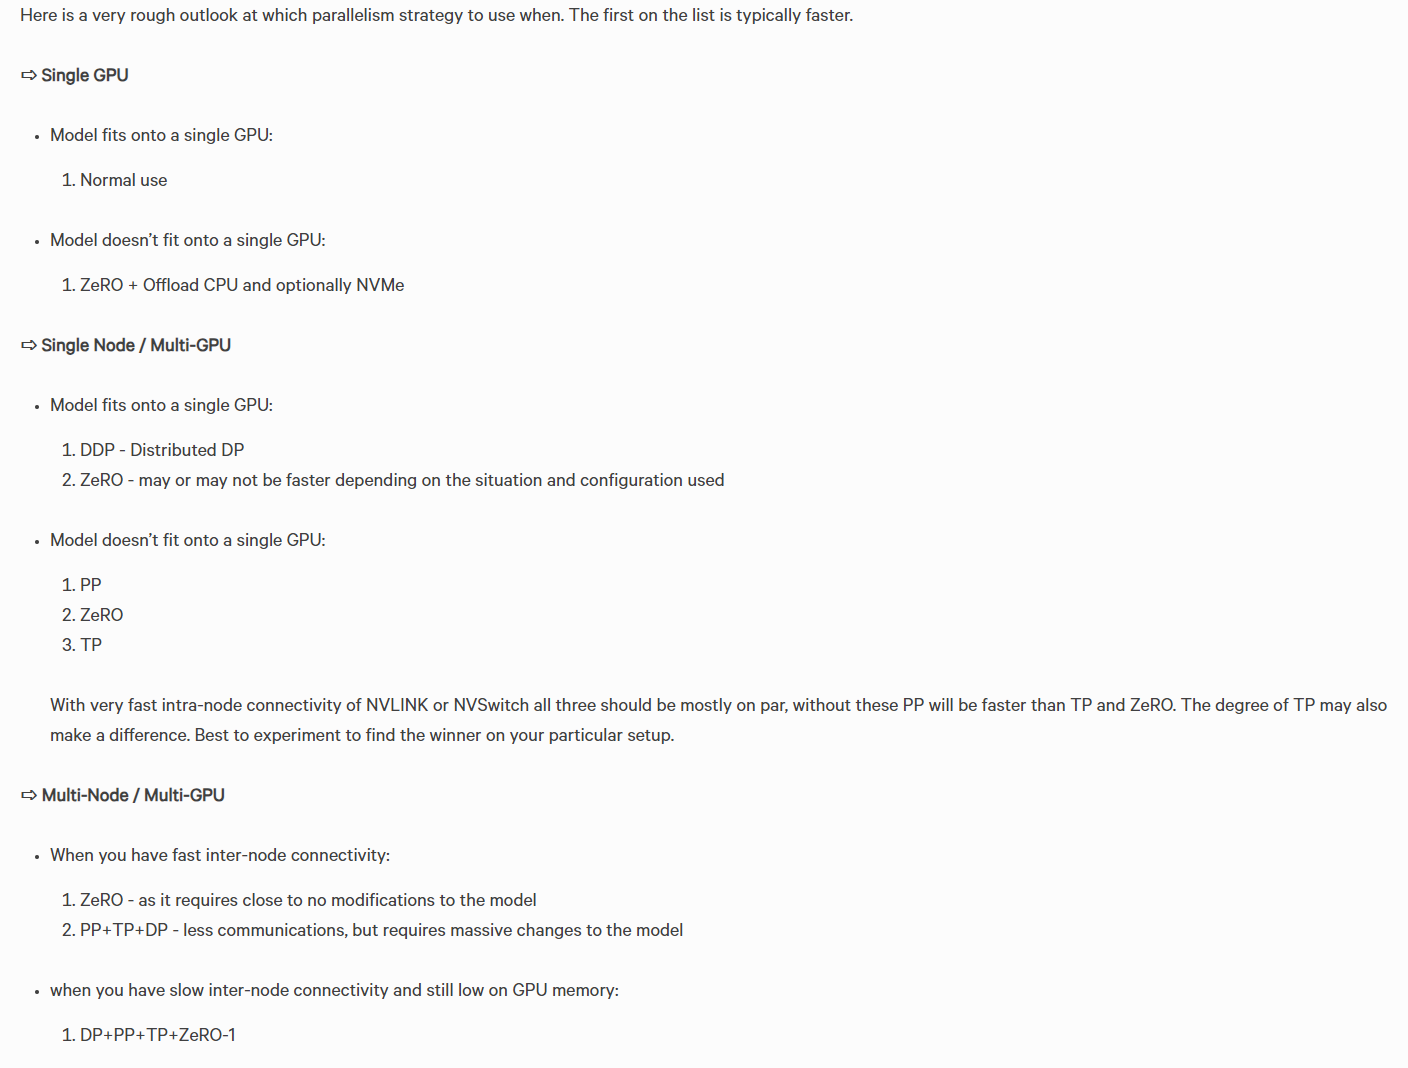 Here is a very rough outlook at which parallelism strategy to use when. The first on the list is typically faster.
⇨ Single GPU
• Model fits onto a single GPU:
1. Normal use
• Model doesn’t fit onto a single GPU:
1. ZeRO + Offload CPU and optionally NVMe
⇨ Single Node / Multi-GPU
• Model fits onto a single GPU:
1. DDP - Distributed DP
2. ZeRO - may or may not be faster depending on the situation and configuration used
• Model doesn’t fit onto a single GPU:
1. PP
2. ZeRO
3. TP
With very fast intra-node connectivity of NVLINK or NVSwitch all three should be mostly on par, without these PP will be faster than TP and ZeRO. The degree of TP may also
make a difference. Best to experiment to find the winner on your particular setup.
⇨ Multi-Node / Multi-GPU
• When you have fast inter-node connectivity:
1. ZeRO - as it requires close to no modifications to the model
2. PP+TP+DP - less communications, but requires massive changes to the model
• when you have slow inter-node connectivity and still low on GPU memory:
1. DP+PP+TP+ZeRO-1